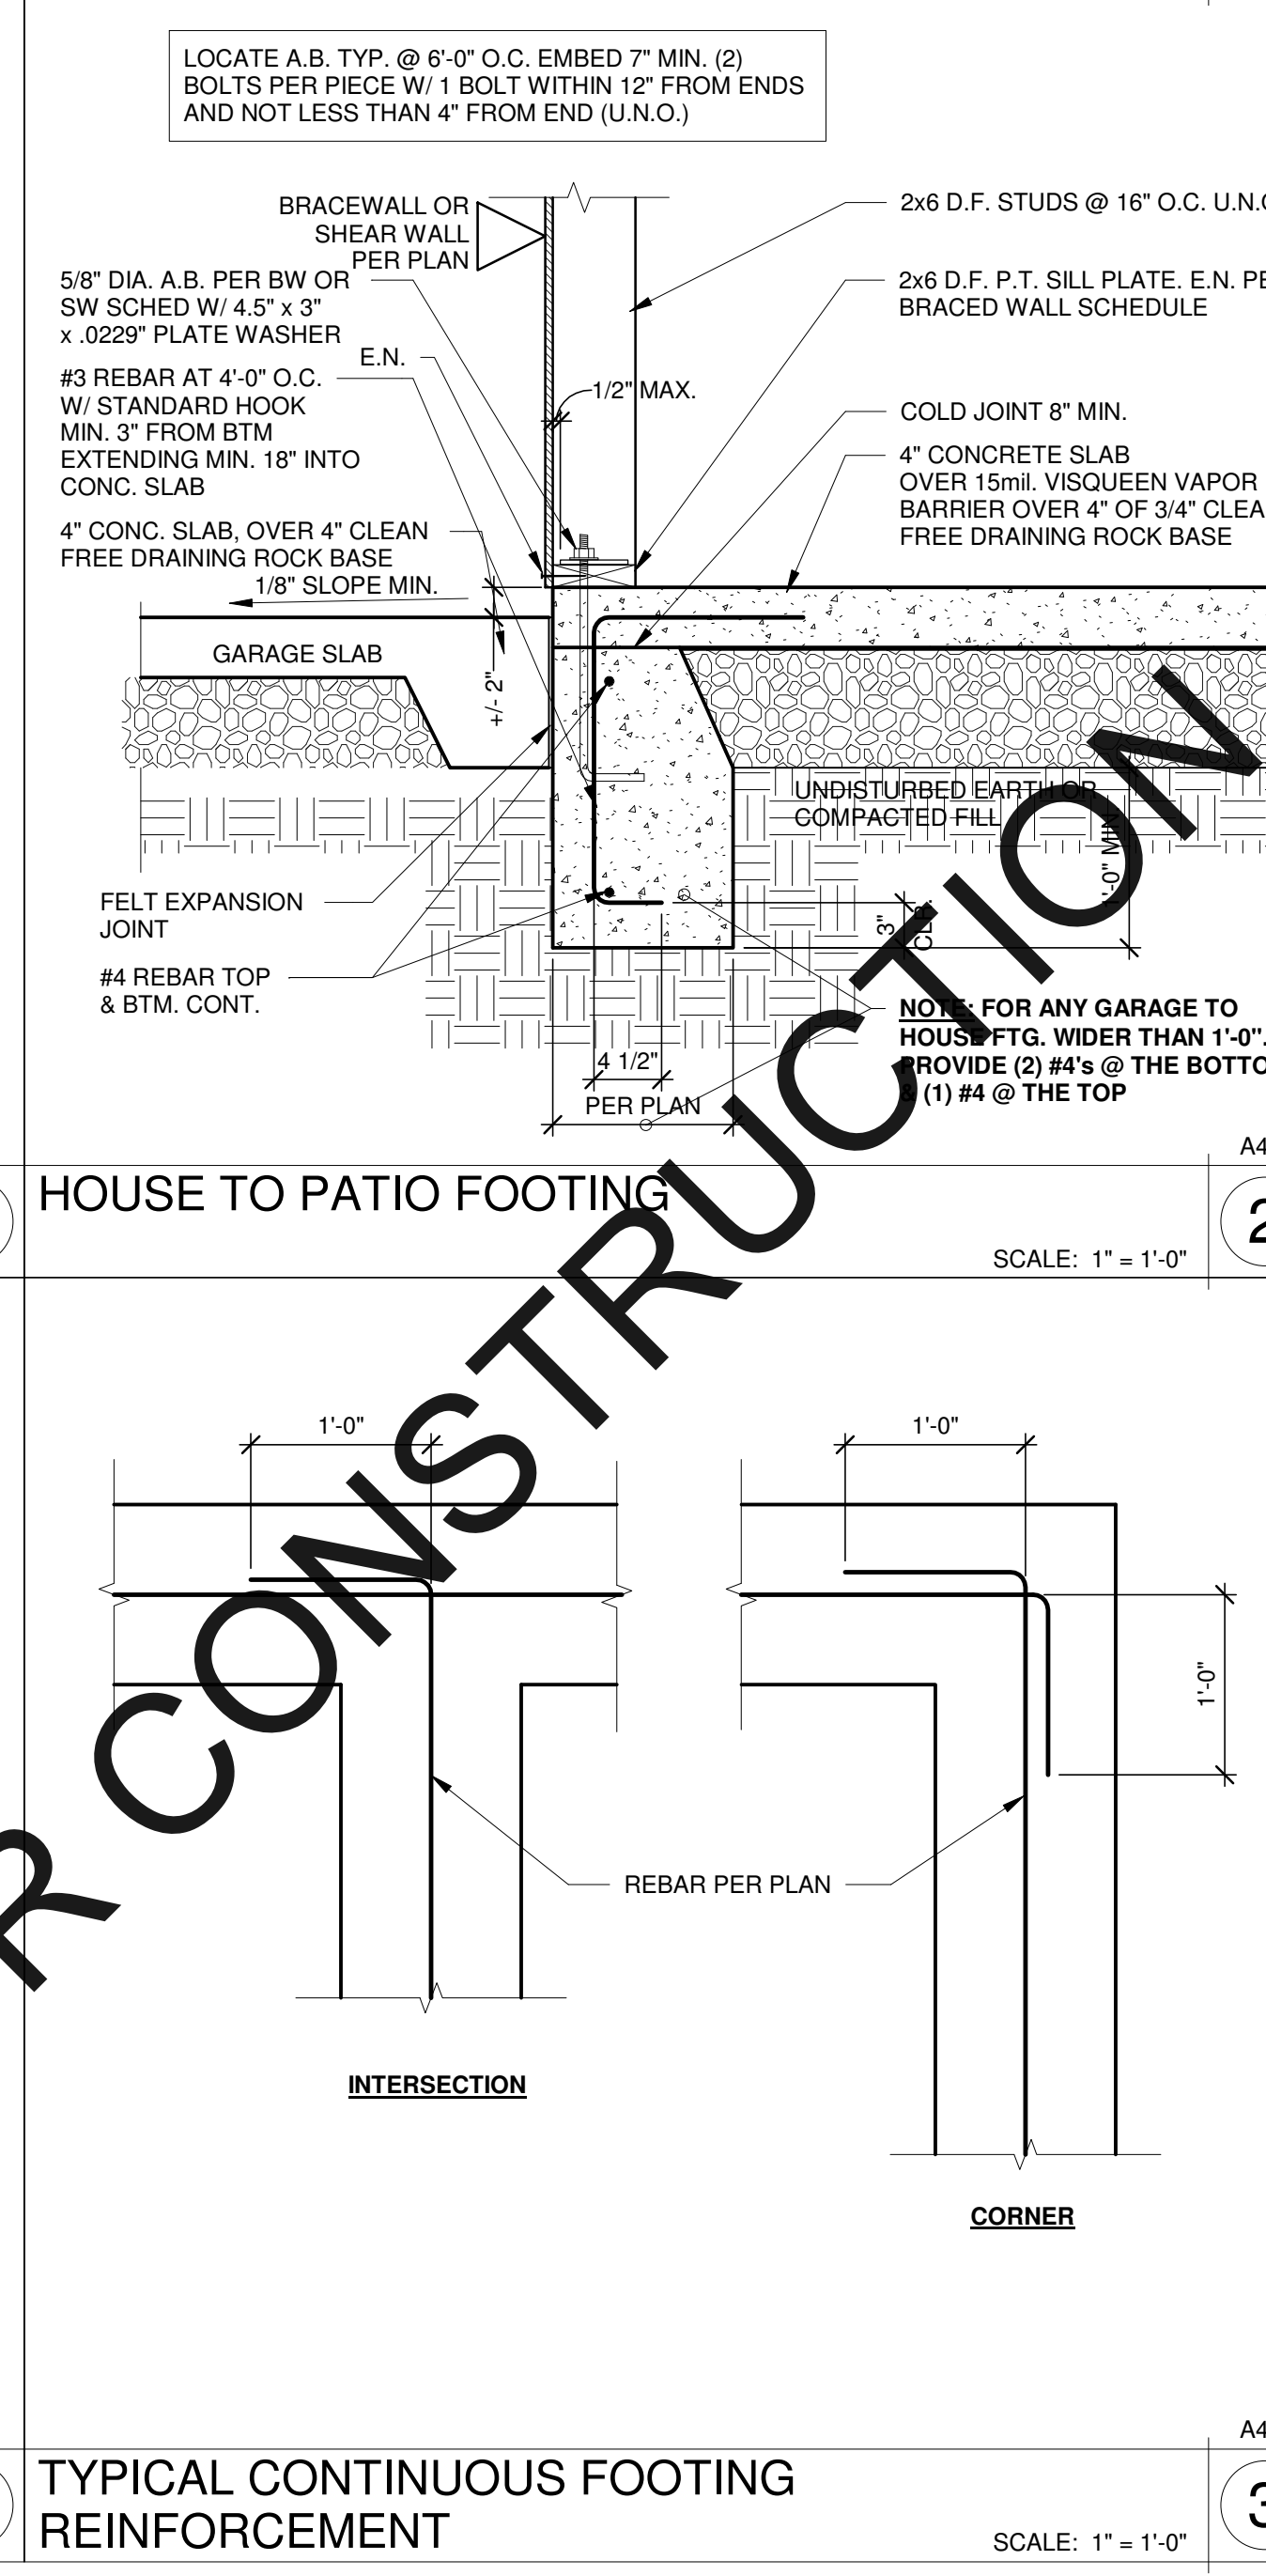 LOCATE A.B. TYP. @ 6'-0" O.C. EMBED 7" MIN. (2)
BOLTS PER PIECE W/ 1 BOLT WITHIN 12" FROM ENDS
AND NOT LESS THAN 4" FROM END (U.N.O.)
BRACEWALL OR
SHEAR WALL
PER PLAN
5/8" DIA. A.B. PER BW OR
SW SCHED W/ 4.5" x 3"
x .0229" PLATE WASHER
E.N.
#3 REBAR AT 4'-0" O.C.
W/ STANDARD HOOK
MIN. 3" FROM BTM
EXTENDING MIN. 18" INTO
CONC. SLAB
4" CONC. SLAB, OVER 4" CLEAN
FREE DRAINING ROCK BASE
1/8" SLOPE MIN.
GARAGE SLAB
+/- 2"
1/2" MAX.
2x6 D.F. STUDS @ 16" O.C. U.N.
2x6 D.F. P.T. SILL PLATE. E.N.
BRACED WALL SCHEDULE
COLD JOINT 8" MIN.
4" CONCRETE SLAB
OVER 15mil. VISQUEEN VAPOR
BARRIER OVER 4" OF 3/4" CLEA
FREE DRAINING ROCK BASE
UNDISTURBED EARTH OR
COMPACTED FILL
1'-0" MIN
3"
CLR.
FELT EXPANSION
JOINT
#4 REBAR TOP
& BTM. CONT.
4 1/2"
PER PLAN
NOTE: FOR ANY GARAGE TO
HOUSE FTG. WIDER THAN 1'-0".
PROVIDE (2) #4's @ THE BOTTO
& (1) #4 @ THE TOP
HOUSE TO PATIO FOOTING
SCALE: 1" = 1'-0"
A4
2
1'-0"
1'-0"
1'-0"
REBAR PER PLAN
INTERSECTION
CORNER
R CONSTRUCTION
TYPICAL CONTINUOUS FOOTING
REINFORCEMENT
SCALE: 1" = 1'-0"
A4
3